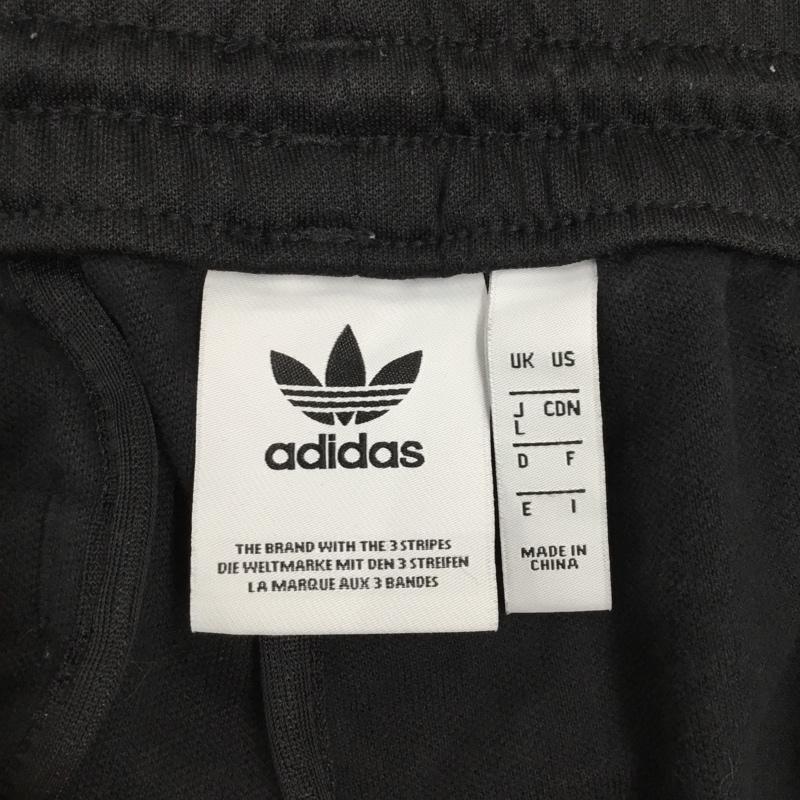 adidas
THE BRAND WITH THE 3 STRIPES
DIE WELTMARKE MIT DEN 3 STREIFEN
LA MARQUE AUX 3 BANDES
UK US
J CDN
L
D F
E I
MADE IN
CHINA